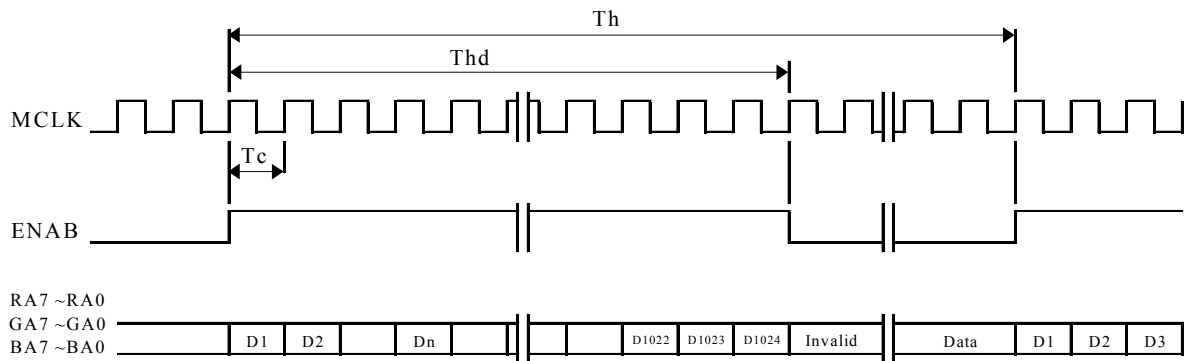 Th
Thd
MCLK
Tc
ENAB
RA7 ~RA0
GA7 ~GA0
BA7 ~BA0
D1 D2 Dn D1022 D1023 D1024 Invalid Data D1 D2 D3